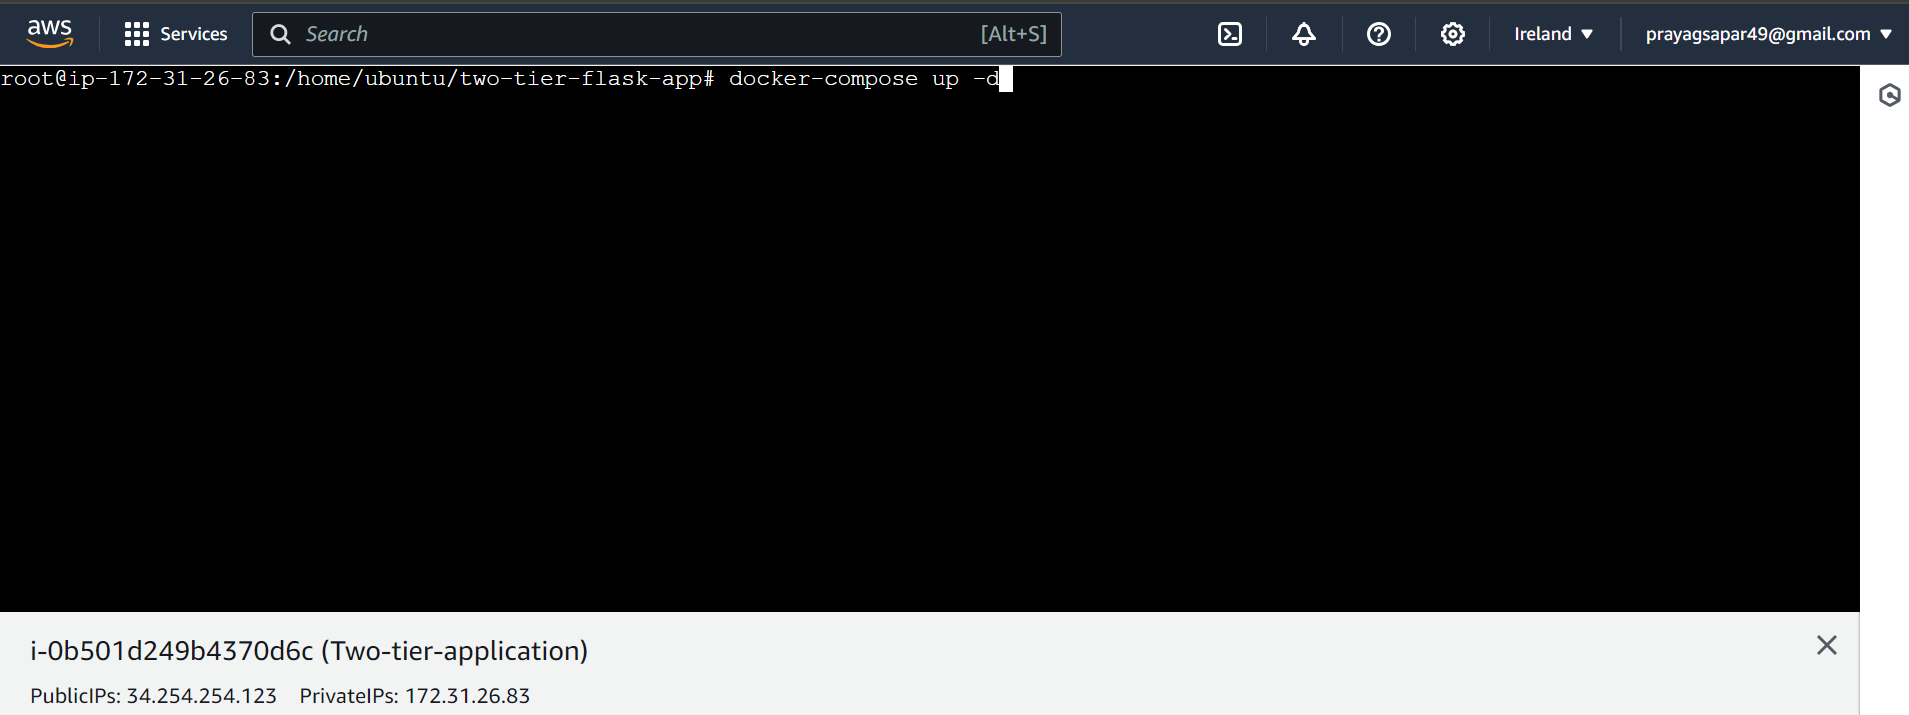 aws Services Search [Alt+S] Ireland prayagsapar49@gmail.com
root@ip-172-31-26-83:/home/ubuntu/two-tier-flask-app# docker-compose up -d
i-0b501d249b4370d6c (Two-tier-application)
PublicIPs: 34.254.254.123 PrivateIPs: 172.31.26.83